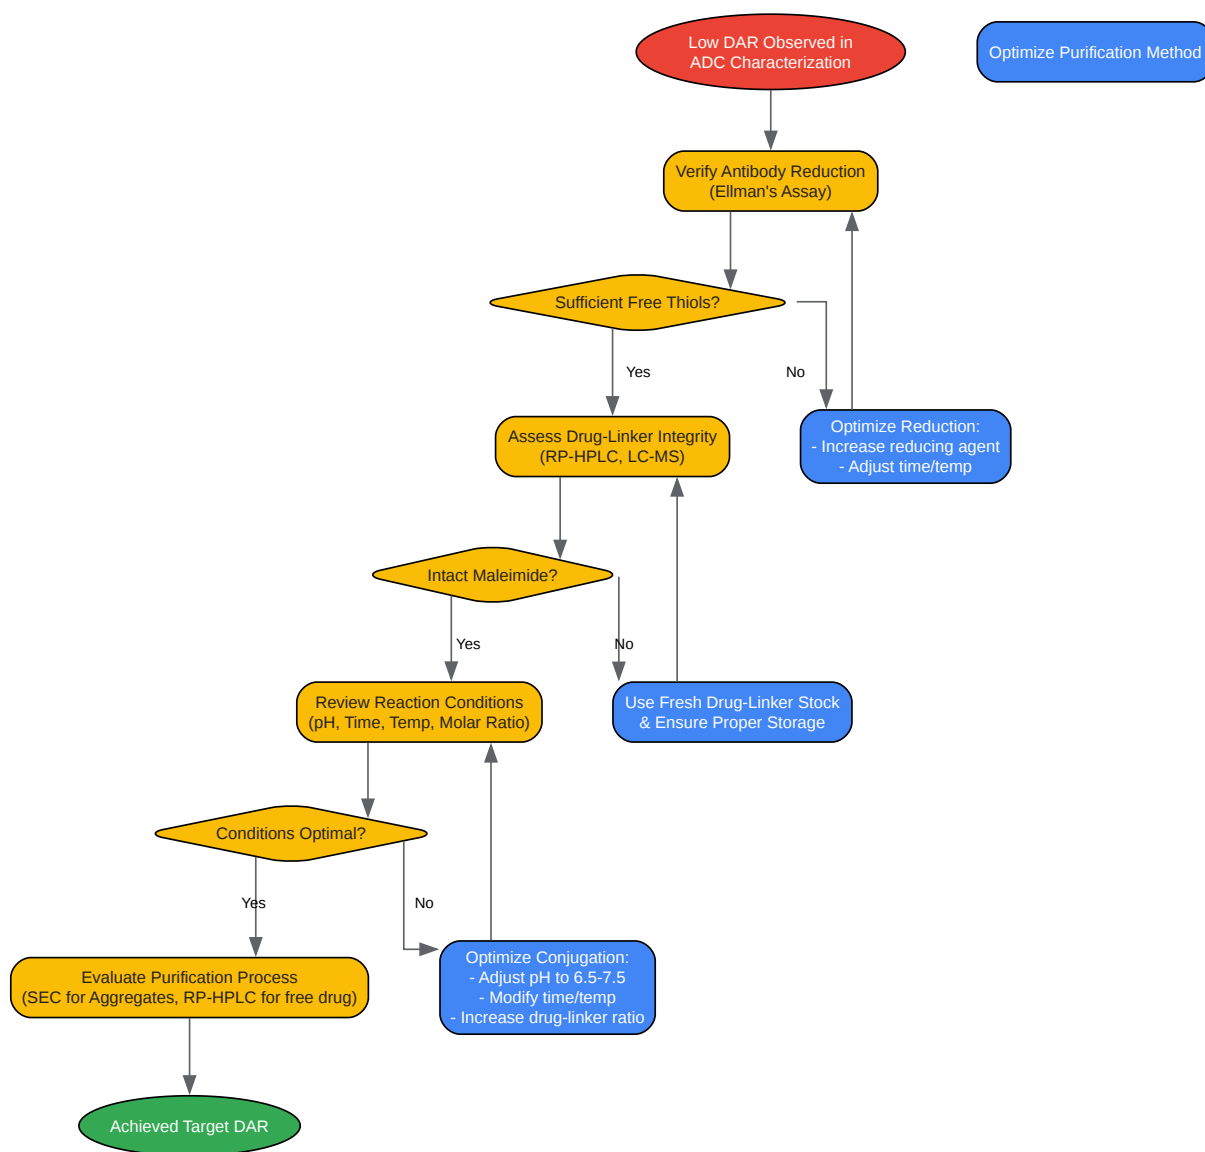 Low DAR Observed in
ADC Characterization
Optimize Purification Method
Verify Antibody Reduction
(Ellman's Assay)
Sufficient Free Thiols?
Yes
No
Optimize Reduction:
- Increase reducing agent
- Adjust time/temp
Assess Drug-Linker Integrity
(RP-HPLC, LC-MS)
Intact Maleimide?
Yes
No
Review Reaction Conditions
(pH, Time, Temp, Molar Ratio)
Use Fresh Drug-Linker Stock
& Ensure Proper Storage
Conditions Optimal?
Yes
No
Evaluate Purification Process
(SEC for Aggregates, RP-HPLC for free drug)
Optimize Conjugation:
- Adjust pH to 6.5-7.5
- Modify time/temp
- Increase drug-linker ratio
Achieved Target DAR